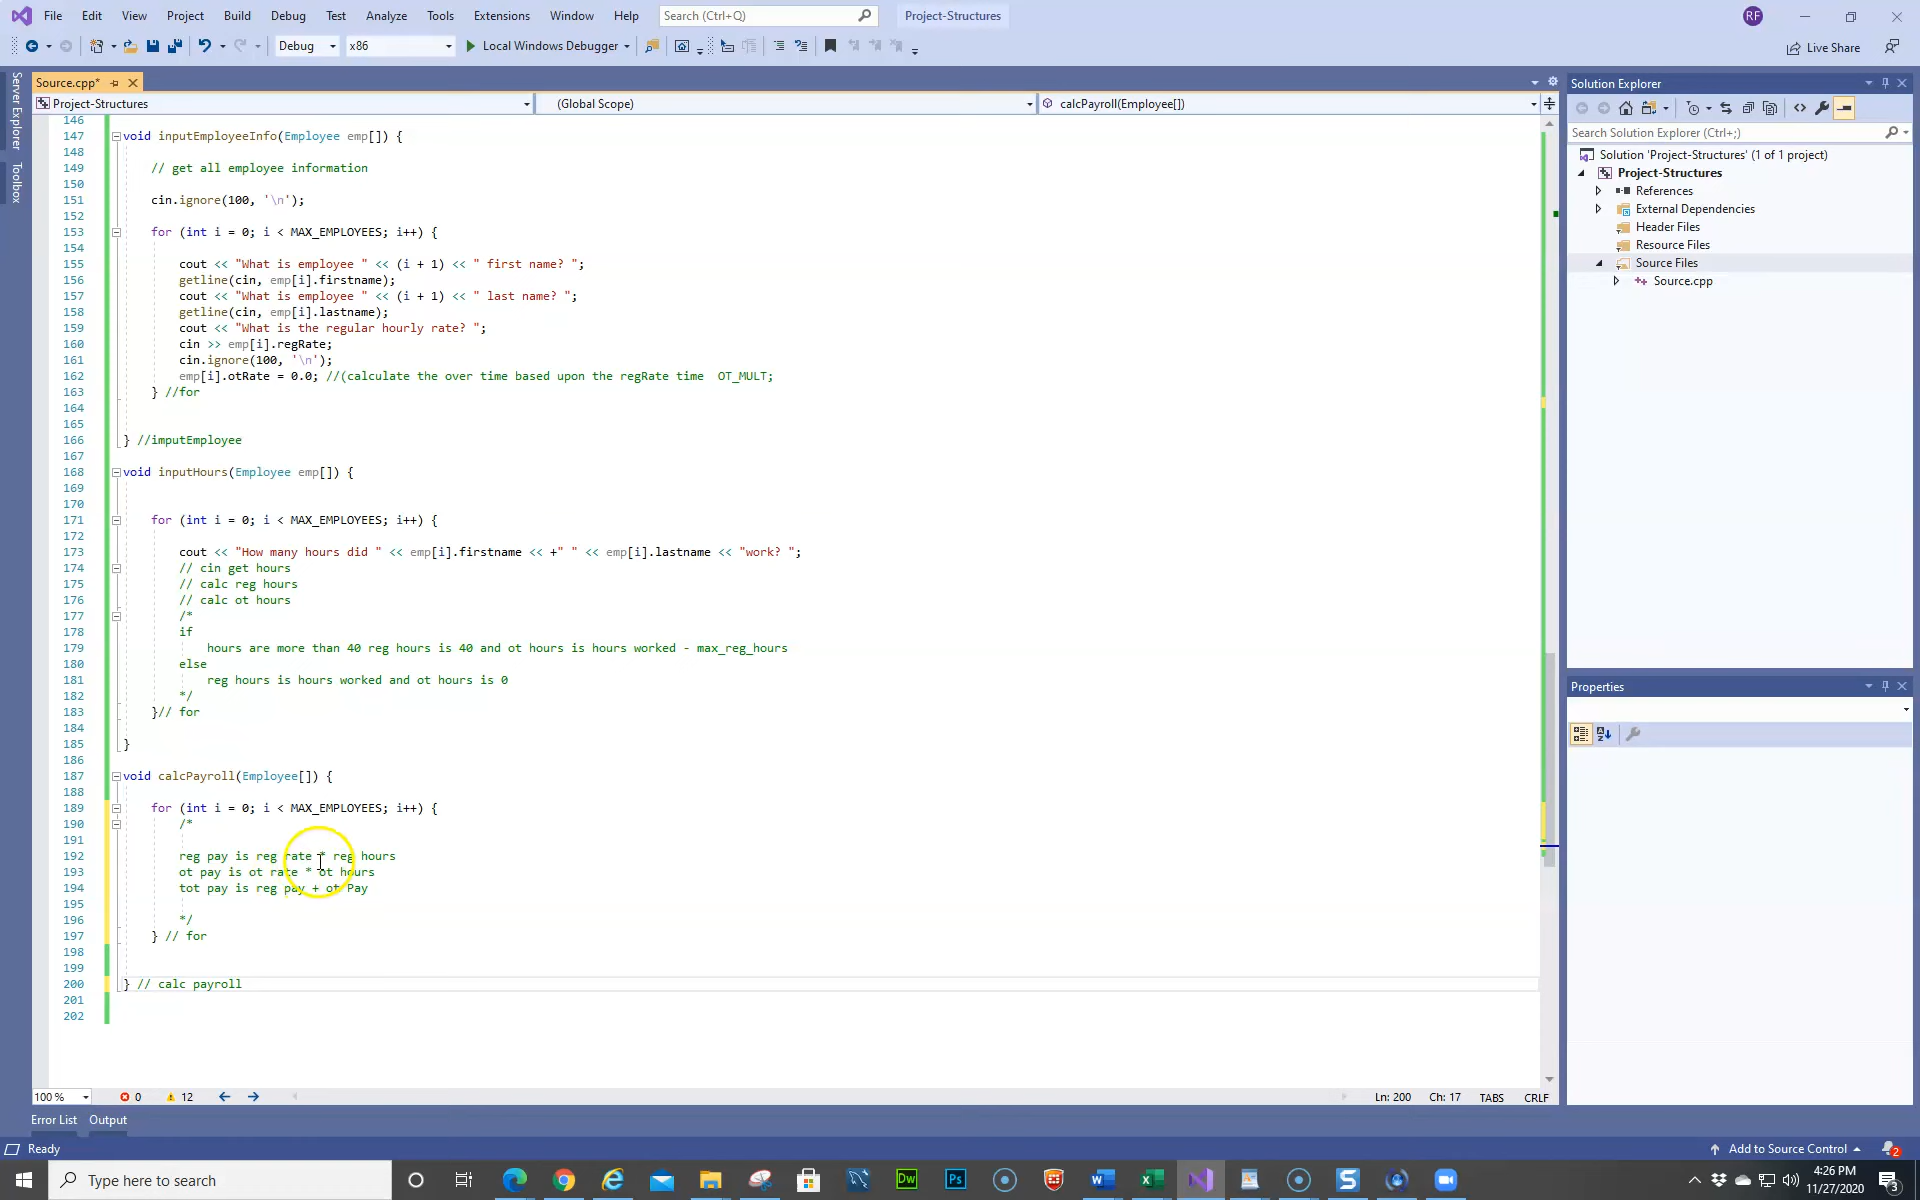 File Edit View Project Build Debug Test Analyze Tools Extensions Window Help Search (Ctrl+Q) Project-Structures RF
Debug x86 Local Windows Debugger Live Share
Server Explorer
Toolbox
Source.cpp*
Project-Structures (Global Scope) calcPayroll(Employee[])
146
147 void inputEmployeeInfo(Employee emp[]) {
148
149 // get all employee information
150
151 cin.ignore(100, '\n');
152
153 for (int i = 0; i < MAX_EMPLOYEES; i++) {
154
155 cout << "What is employee " << (i + 1) << " first name? ";
156 getline(cin, emp[i].firstname);
157 cout << "What is employee " << (i + 1) << " last name? ";
158 getline(cin, emp[i].lastname);
159 cout << "What is the regular hourly rate? ";
160 cin >> emp[i].regRate;
161 cin.ignore(100, '\n');
162 emp[i].otRate = 0.0; //(calculate the over time based upon the regRate time  OT_MULT;
163 } //for
164
165
166 } //imputEmployee
167
168 void inputHours(Employee emp[]) {
169
170
171 for (int i = 0; i < MAX_EMPLOYEES; i++) {
172
173 cout << "How many hours did " << emp[i].firstname << +" " << emp[i].lastname << "work? ";
174 // cin get hours
175 // calc reg hours
176 // calc ot hours
177 /*
178 if
179 hours are more than 40 reg hours is 40 and ot hours is hours worked - max_reg_hours
180 else
181 reg hours is hours worked and ot hours is 0
182 */
183 }// for
184
185 }
186
187 void calcPayroll(Employee[]) {
188
189 for (int i = 0; i < MAX_EMPLOYEES; i++) {
190 /*
191
192 reg pay is reg rate * reg hours
193 ot pay is ot rate * ot hours
194 tot pay is reg pay + ot Pay
195
196 */
197 } // for
198
199
200 } // calc payroll
201
202
100 % 0 12 Ln: 200 Ch: 17 TABS CRLF
Error List Output
Ready Add to Source Control 2
Solution Explorer
Search Solution Explorer (Ctrl+;)
Solution 'Project-Structures' (1 of 1 project)
Project-Structures
References
External Dependencies
Header Files
Resource Files
Source Files
Source.cpp
Properties
Type here to search Dw Ps
4:26 PM
11/27/2020
3